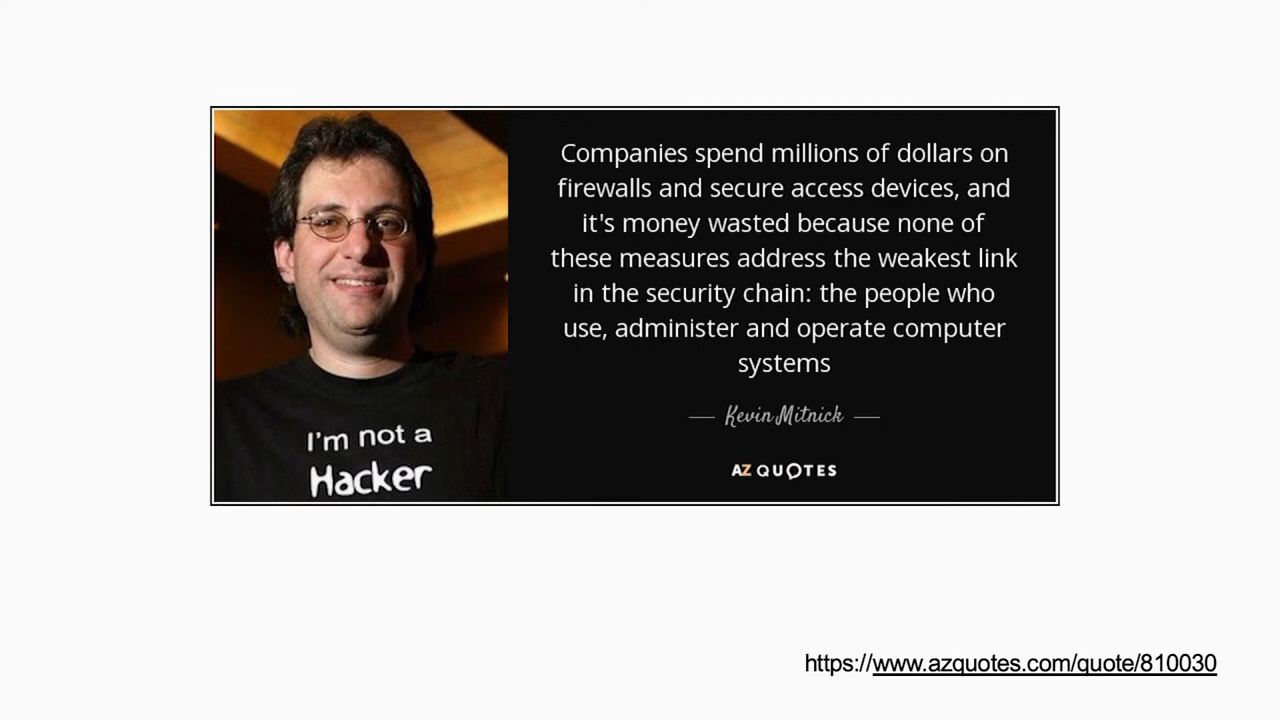 Companies spend millions of dollars on
firewalls and secure access devices, and
it's money wasted because none of
these measures address the weakest link
in the security chain: the people who
use, administer and operate computer
systems
Kevin Mitnick
AZ QUOTES
I'm not a
Hacker
https://www.azquotes.com/quote/810030